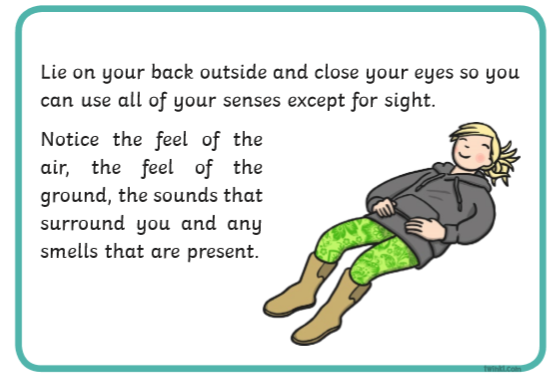 Lie on your back outside and close your eyes so you
can use all of your senses except for sight.
Notice the feel of the
air, the feel of the
ground, the sounds that
surround you and any
smells that are present.